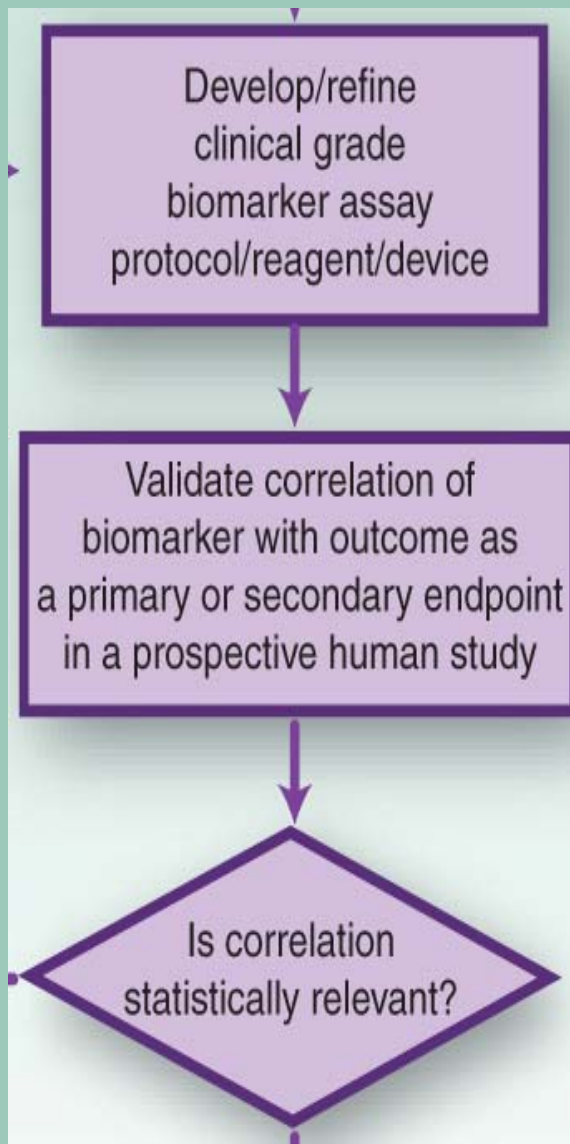 Develop/refine
clinical grade
biomarker assay
protocol/reagent/device
Validate correlation of
biomarker with outcome as
a primary or secondary endpoint
in a prospective human study
Is correlation
statistically relevant?